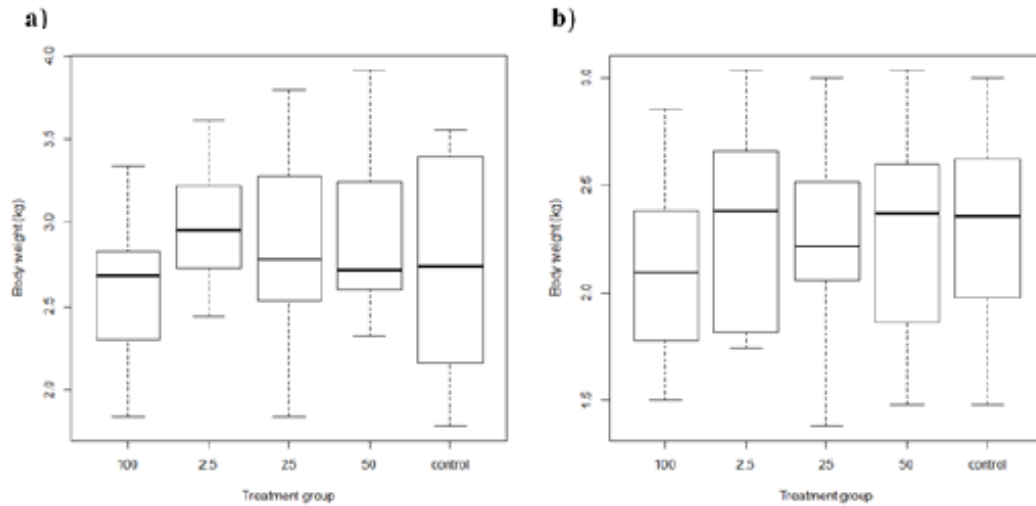 a)
Body weight (kg)
4.0
3.5
3.0
2.5
2.0
100 2.5 25 50 control
Treatment group
b)
Body weight (kg)
3.0
2.5
2.0
1.5
100 2.5 25 50 control
Treatment group